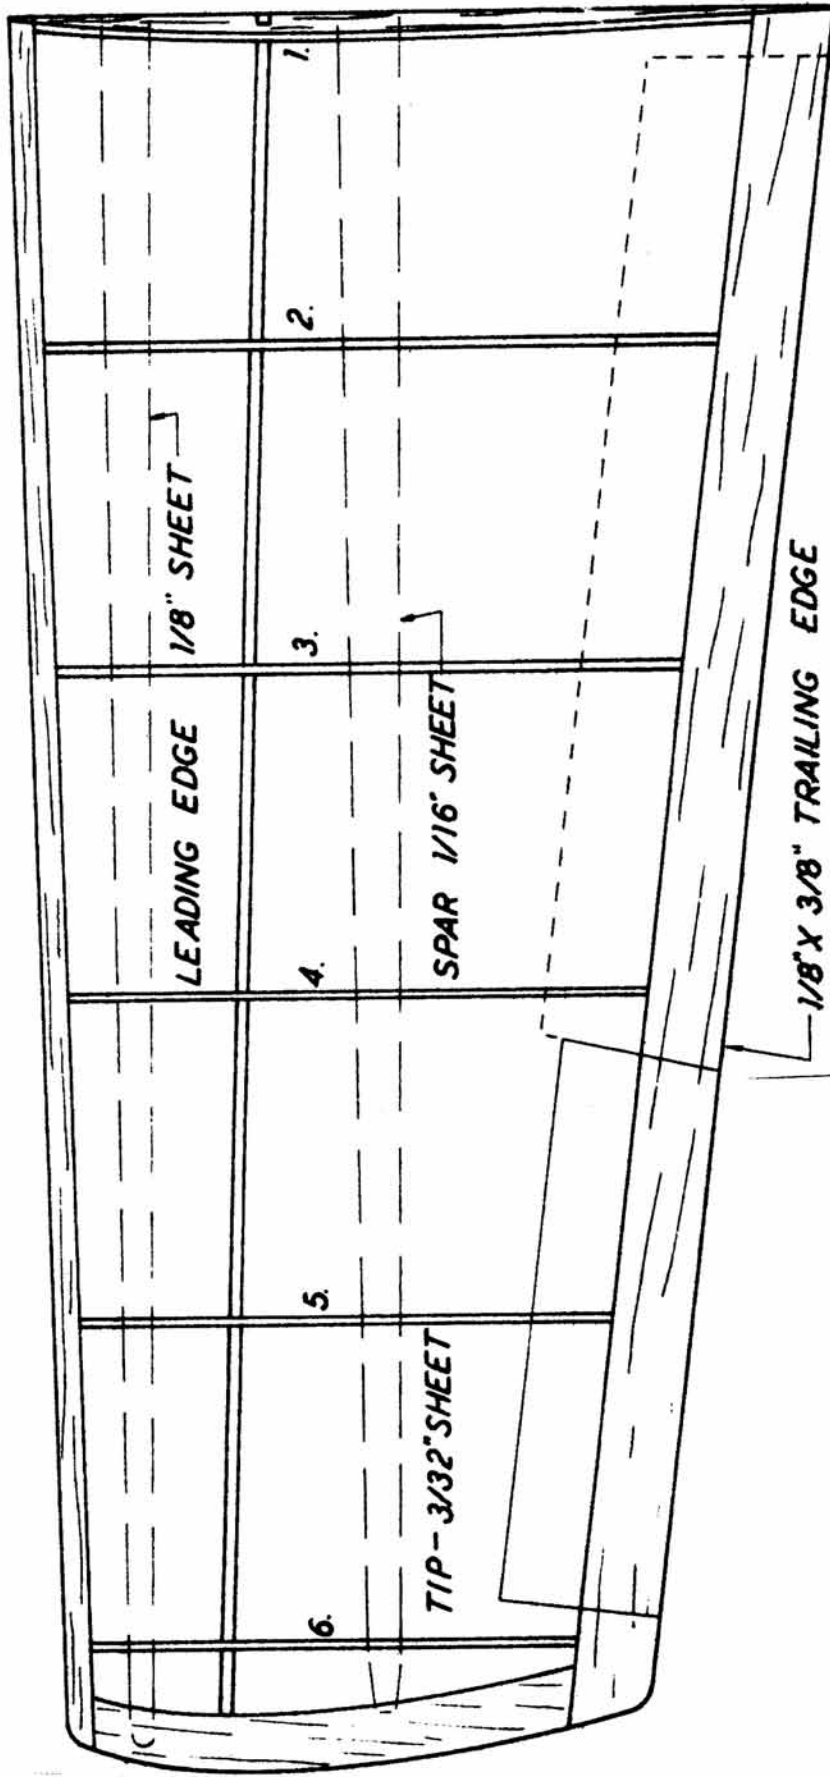 1.
2.
3.
4.
5.
6.
LEADING EDGE 1/8" SHEET
SPAR 1/16" SHEET
TIP - 3/32" SHEET
1/8" X 3/8" TRAILING EDGE